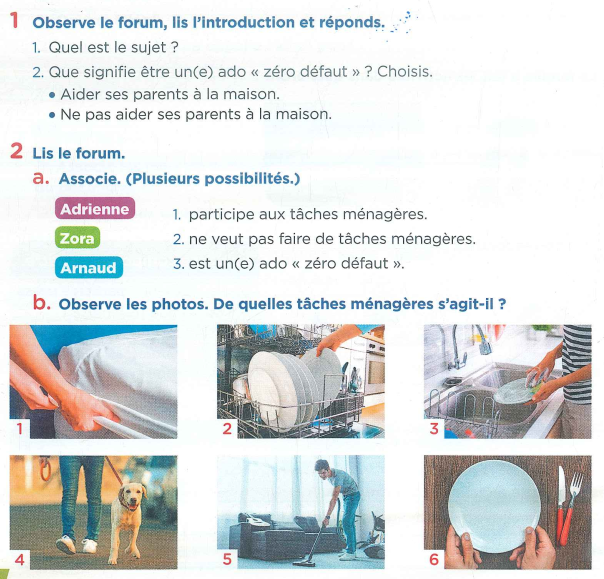 1 Observe le forum, lis l'introduction et réponds.
1. Quel est le sujet ?
2. Que signifie être un(e) ado « zéro défaut » ? Choisis.
• Aider ses parents à la maison.
• Ne pas aider ses parents à la maison.
2 Lis le forum.
a. Associe. (Plusieurs possibilités.)
Adrienne
1. participe aux tâches ménagères.
Zora
2. ne veut pas faire de tâches ménagères.
Arnaud
3. est un(e) ado « zéro défaut ».
b. Observe les photos. De quelles tâches ménagères s'agit-il ?
1
2
3
4
5
6